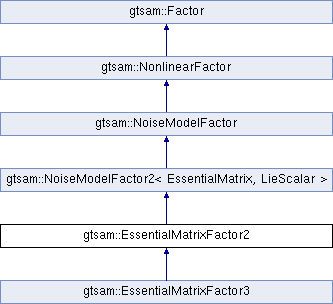 gtsam::Factor
gtsam::NonlinearFactor
gtsam::NoiseModelFactor
gtsam::NoiseModelFactor2< EssentialMatrix, LieScalar >
gtsam::EssentialMatrixFactor2
gtsam::EssentialMatrixFactor3